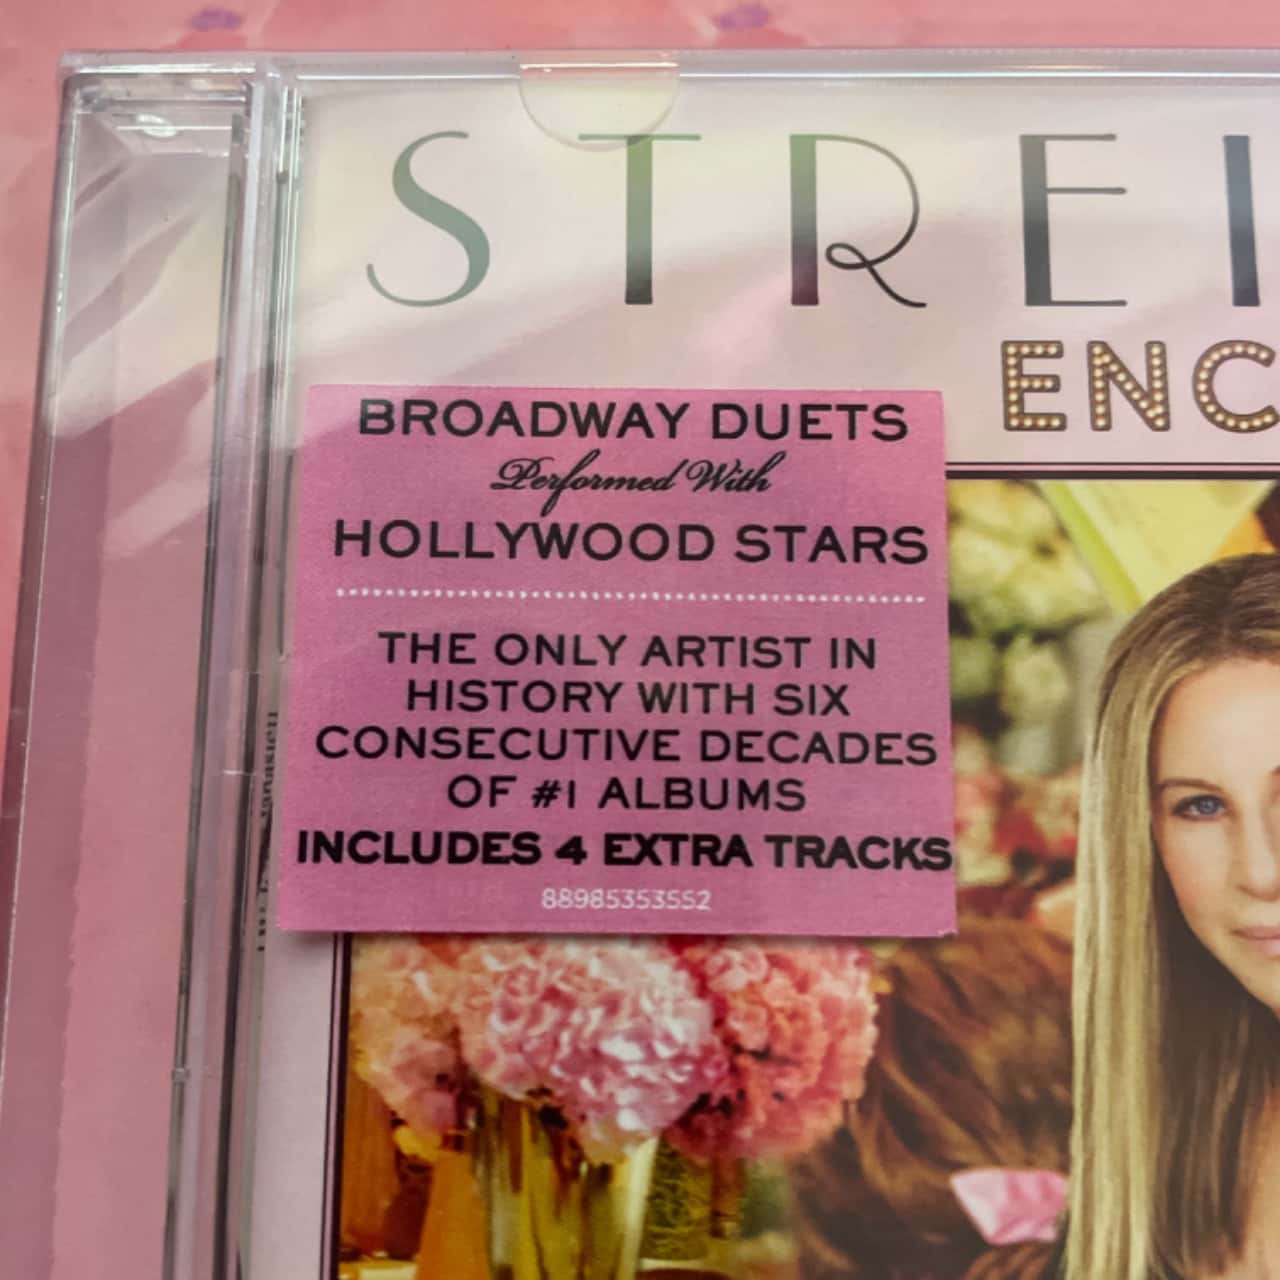 STREI
ENC
BROADWAY DUETS
Performed With
HOLLYWOOD STARS
THE ONLY ARTIST IN
HISTORY WITH SIX
CONSECUTIVE DECADES
OF #1 ALBUMS
INCLUDES 4 EXTRA TRACKS
88985353552